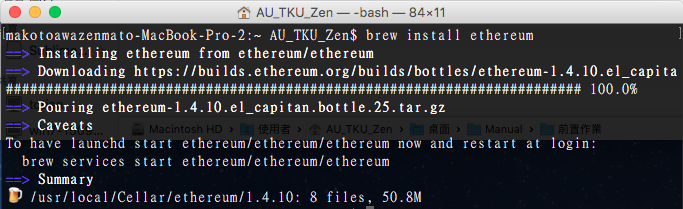 AU_TKU_Zen — -bash — 84×11
[makotoawazenmato-MacBook-Pro-2:~ AU_TKU_Zen$ brew install ethereum ]
==> Installing ethereum from ethereum/ethereum
==> Downloading https://builds.ethereum.org/builds/bottles/ethereum-1.4.10.el_capita
######################################################################## 100.0%
==> Pouring ethereum-1.4.10.el_capitan.bottle.25.tar.gz
==> Caveats
Macintosh HD › 使用者 › AU_TKU_Zen › 桌面 › Manual › 前置作業
To have launchd start ethereum/ethereum/ethereum now and restart at login:
brew services start ethereum/ethereum/ethereum
==> Summary
🍺 /usr/local/Cellar/ethereum/1.4.10: 8 files, 50.8M